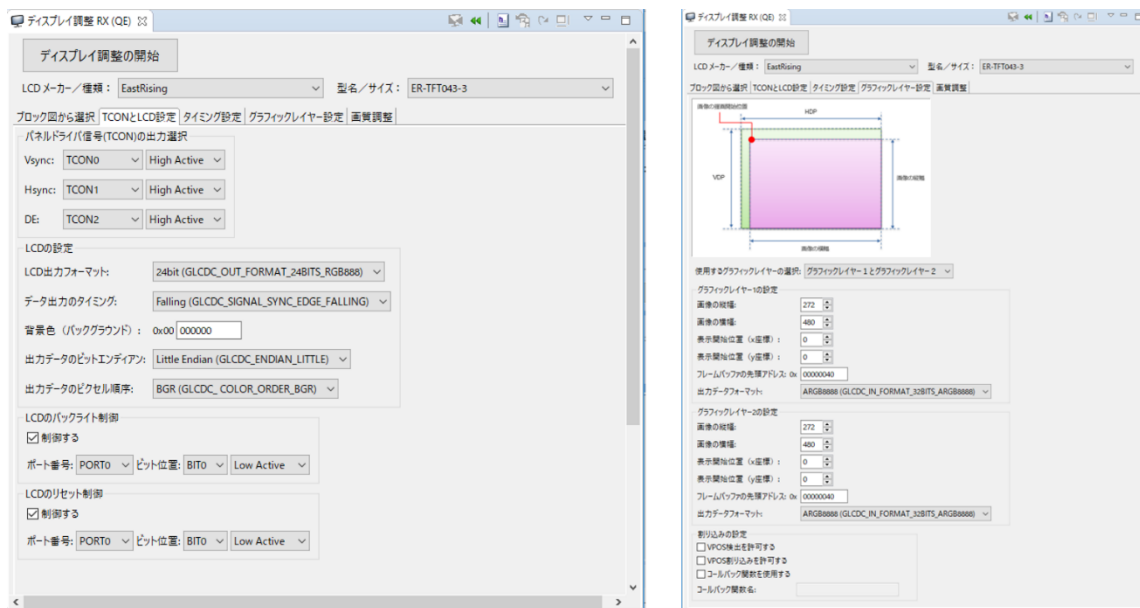 ディスプレイ調整 RX (QE)
ディスプレイ調整の開始
LCD メーカー／種類： EastRising 型名／サイズ： ER-TFT043-3
ブロック図から選択 TCONとLCD設定 タイミング設定 グラフィックレイヤー設定 画質調整
パネルドライバ信号(TCON)の出力選択
Vsync: TCON0 High Active
Hsync: TCON1 High Active
DE: TCON2 High Active
LCDの設定
LCD出力フォーマット: 24bit (GLCDC_OUT_FORMAT_24BITS_RGB888)
データ出力のタイミング: Falling (GLCDC_SIGNAL_SYNC_EDGE_FALLING)
背景色（バックグラウンド）： 0x00 000000
出力データのビットエンディアン: Little Endian (GLCDC_ENDIAN_LITTLE)
出力データのピクセル順序: BGR (GLCDC_ COLOR_ORDER_BGR)
LCDのバックライト制御
制御する
ポート番号: PORT0 ビット位置: BIT0 Low Active
LCDのリセット制御
制御する
ポート番号: PORT0 ビット位置: BIT0 Low Active
ディスプレイ調整 RX (QE)
ディスプレイ調整の開始
LCD メーカー／種類： EastRising 型名／サイズ： ER-TFT043-3
ブロック図から選択 TCONとLCD設定 タイミング設定 グラフィックレイヤー設定 画質調整
画像の描画開始位置
HDP
VDP
画像の縦幅
画像の横幅
使用するグラフィックレイヤーの選択: グラフィックレイヤー 1 とグラフィックレイヤー 2
グラフィックレイヤー1の設定
画像の縦幅: 272
画像の横幅: 480
表示開始位置（x座標）： 0
表示開始位置（y座標）： 0
フレームバッファの先頭アドレス: 0x 00000040
出力データフォーマット: ARGB8888 (GLCDC_IN_FORMAT_32BITS_ARGB8888)
グラフィックレイヤー2の設定
画像の縦幅: 272
画像の横幅: 480
表示開始位置（x座標）： 0
表示開始位置（y座標）： 0
フレームバッファの先頭アドレス: 0x 00000040
出力データフォーマット: ARGB8888 (GLCDC_IN_FORMAT_32BITS_ARGB8888)
割り込みの設定
VPOS検出を許可する
VPOS割り込みを許可する
コールバック関数を使用する
コールバック関数名: